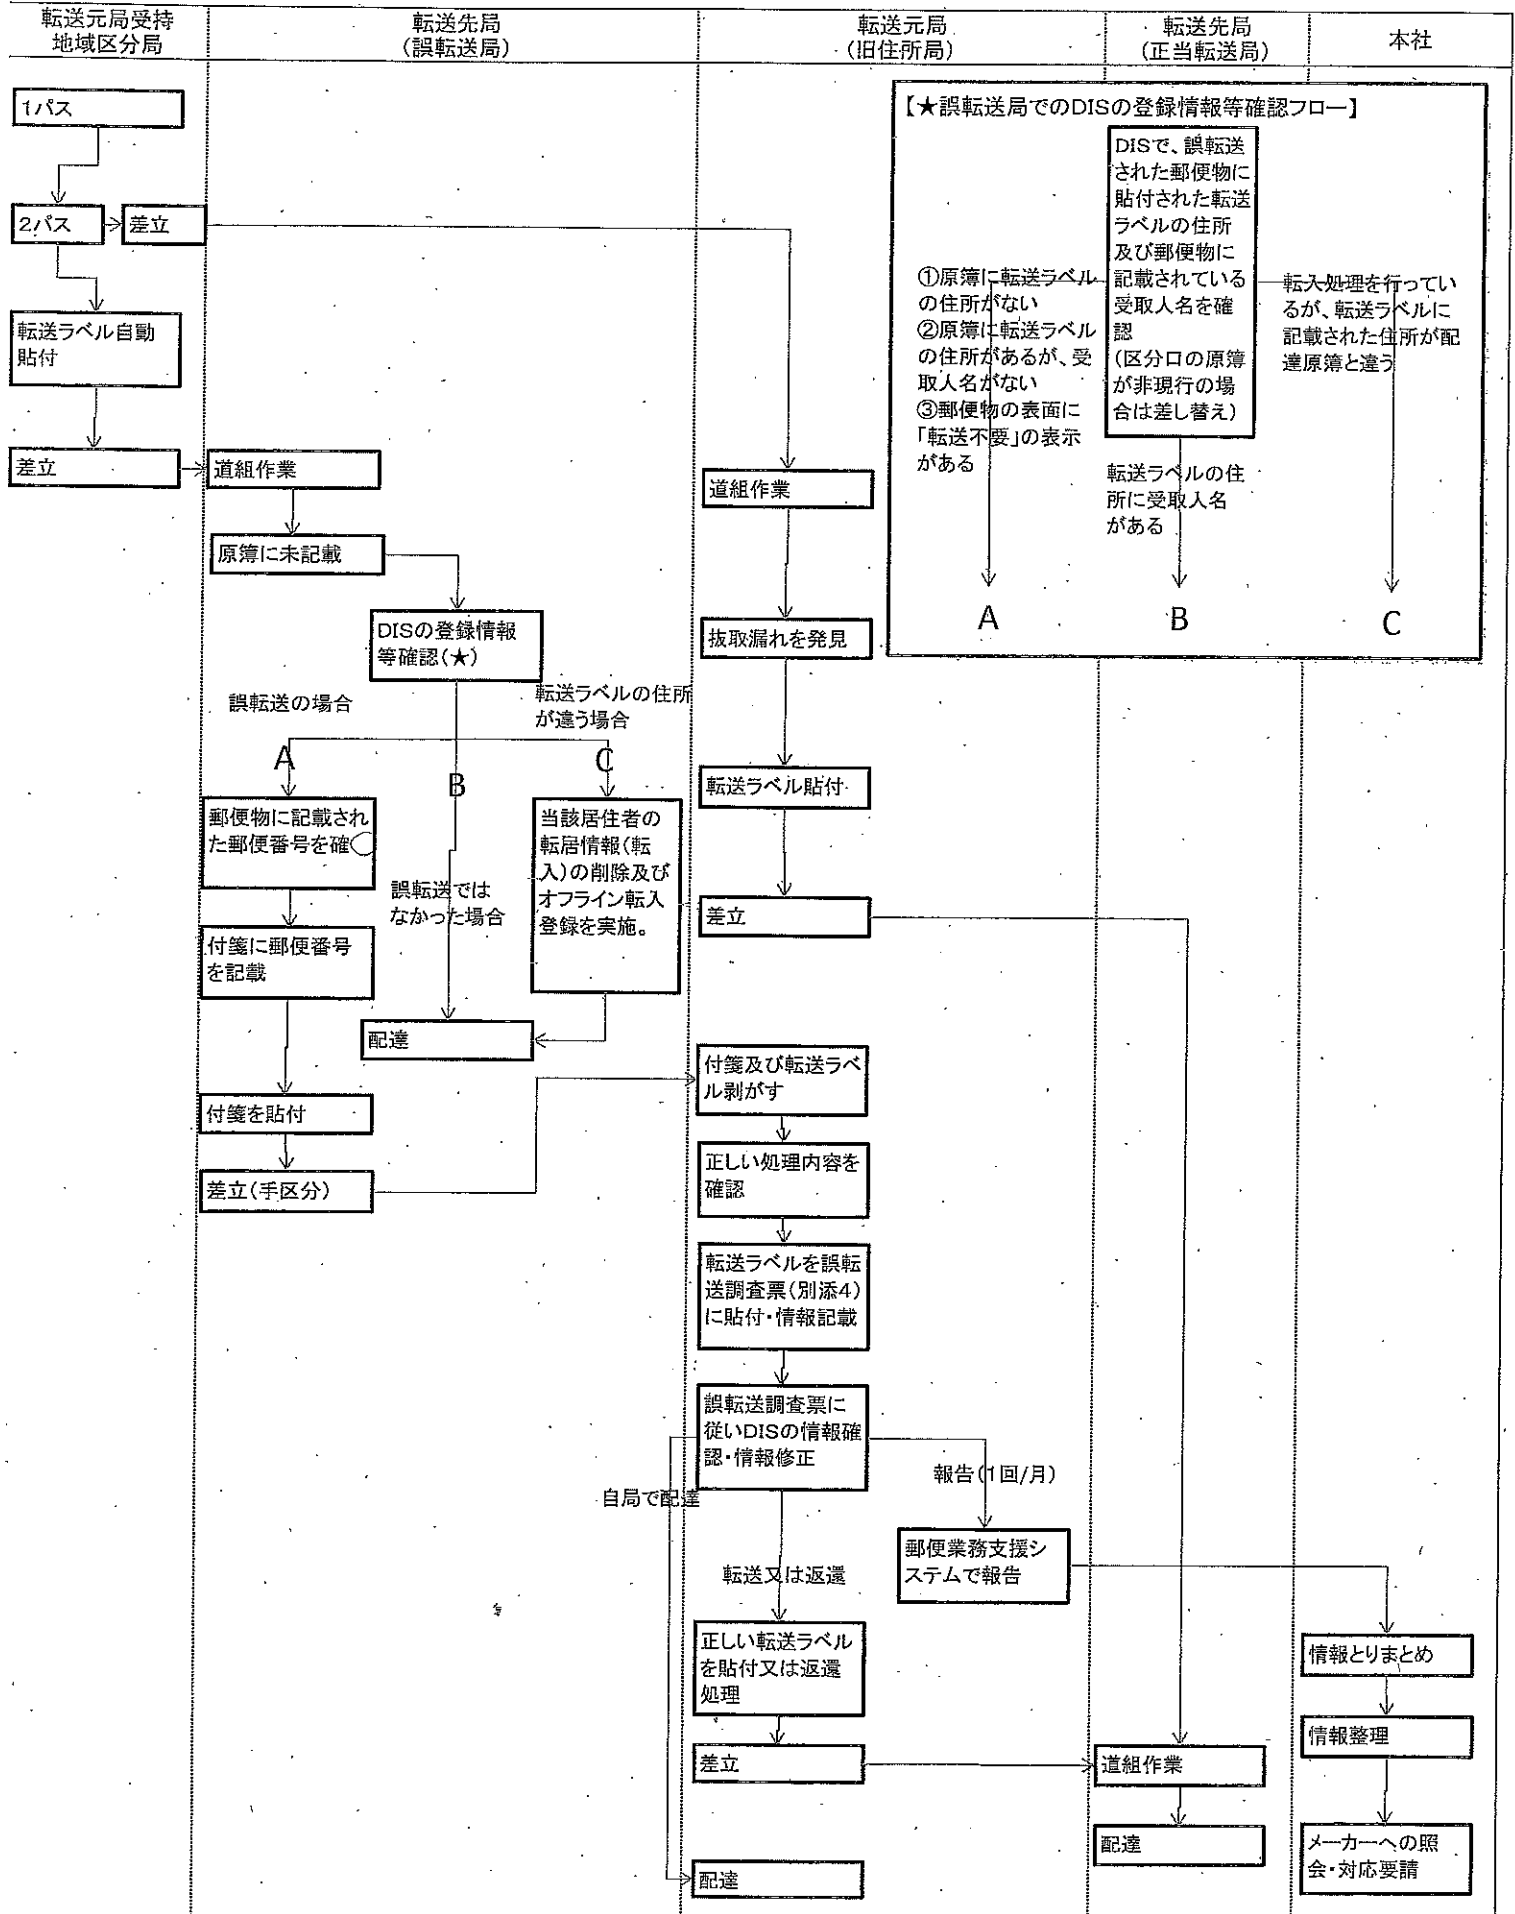 転送元局受持
地域区分局
転送先局
(誤転送局)
転送元局
(旧住所局)
転送先局
(正当転送局)
本社
【★誤転送局でのDISの登録情報等確認フロー】
DISで、誤転送
された郵便物に
貼付された転送
ラベルの住所
及び郵便物に
記載されている
受取人名を確
認
(区分口の原簿
が非現行の場
合は差し替え)
①原簿に転送ラベル
の住所がない
②原簿に転送ラベル
の住所があるが、受
取人名がない
③郵便物の表面に
「転送不要」の表示
がある
転送ラベルの住
所に受取人名
がある
転入処理を行ってい
るが、転送ラベルに
記載された住所が配
達原簿と違う
A
B
C
1パス
2パス
差立
転送ラベル自動
貼付
差立
道組作業
原簿に未記載
DISの登録情報
等確認(★)
誤転送の場合
転送ラベルの住所
が違う場合
A
B
C
郵便物に記載され
た郵便番号を確
誤転送では
なかった場合
当該居住者の
転居情報(転
入)の削除及び
オフライン転入
登録を実施。
付箋に郵便番号
を記載
配達
付箋を貼付
差立(手区分)
道組作業
抜取漏れを発見
転送ラベル貼付
差立
付箋及び転送ラベ
ル剥がす
正しい処理内容を
確認
転送ラベルを誤転
送調査票(別添4)
に貼付・情報記載
誤転送調査票に
従いDISの情報確
認・情報修正
自局で配達
報告(1回/月)
郵便業務支援シ
ステムで報告
転送又は返還
正しい転送ラベル
を貼付又は返還
処理
差立
配達
道組作業
配達
情報とりまとめ
情報整理
メーカーへの照
会・対応要請